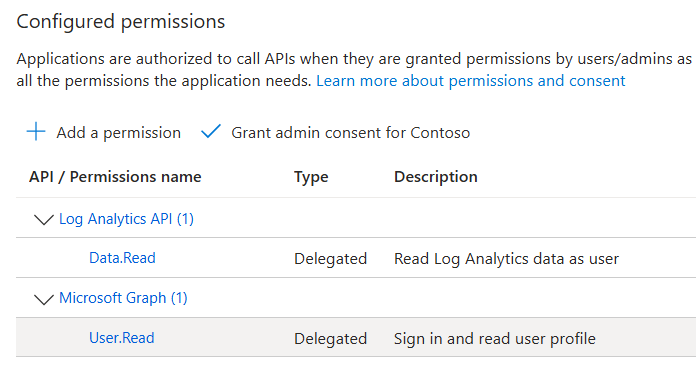 Configured permissions
Applications are authorized to call APIs when they are granted permissions by users/admins as
all the permissions the application needs. Learn more about permissions and consent
Add a permission Grant admin consent for Contoso
API / Permissions name Type Description
Log Analytics API (1)
Data.Read Delegated Read Log Analytics data as user
Microsoft Graph (1)
User.Read Delegated Sign in and read user profile